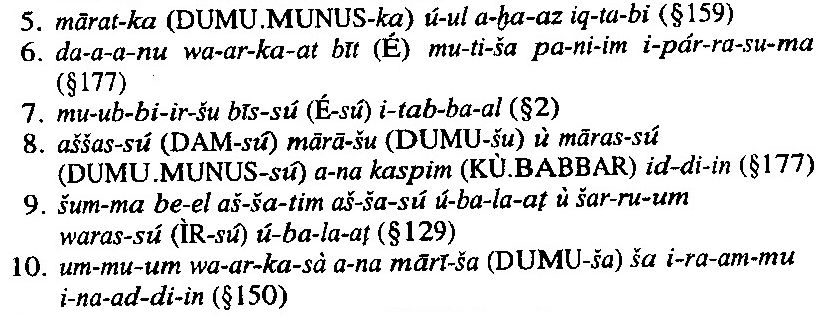 5. mārat-ka (DUMU.MUNUS-ka) ú-ul a-ḫa-az iq-ta-bi (§159)
6. da-a-a-nu wa-ar-ka-at bīt (É) mu-ti-ša pa-ni-im i-pár-ra-su-ma
(§177)
7. mu-ub-bi-ir-šu bīs-sú (É-sú) i-tab-ba-al (§2)
8. aššas-sú (DAM-sú) mārā-šu (DUMU-šu) ù māras-sú
(DUMU.MUNUS-sú) a-na kaspim (KÙ.BABBAR) id-di-in (§177)
9. šum-ma be-el aš-ša-tim aš-ša-sú ú-ba-la-aṭ ù šar-ru-um
waras-sú (ÌR-sú) ú-ba-la-aṭ (§129)
10. um-mu-um wa-ar-ka-sà a-na mārī-ša (DUMU-ša) ša i-ra-am-mu
i-na-ad-di-in (§150)